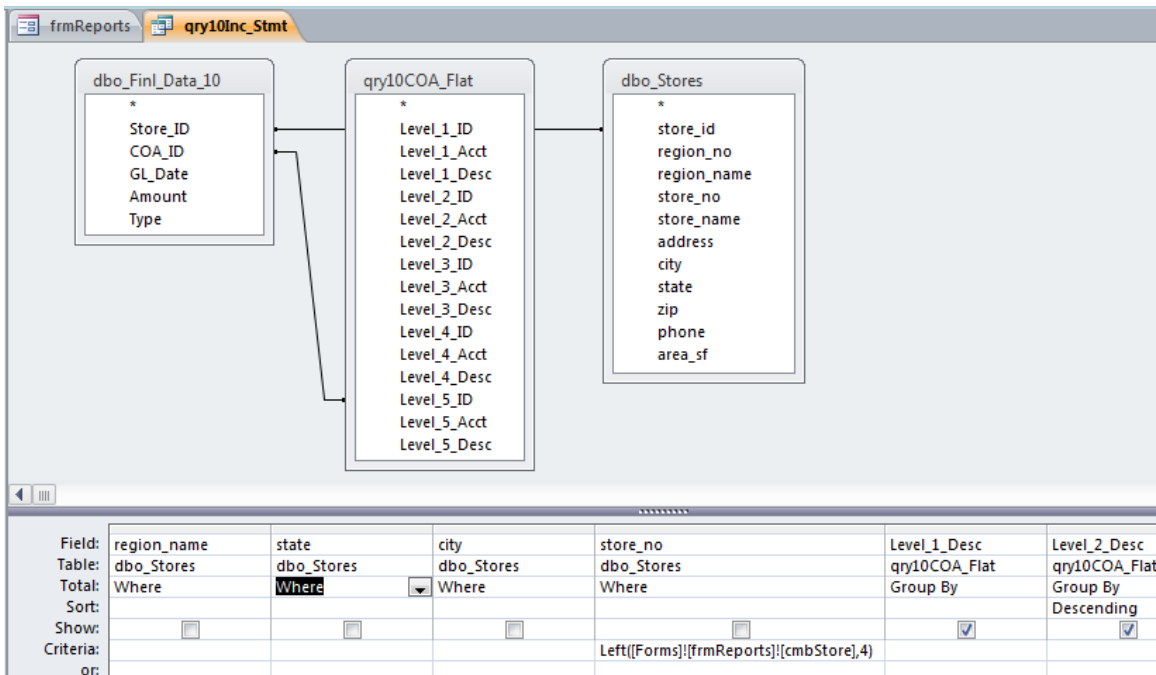 frmReports
qry10Inc_Stmt
dbo_Finl_Data_10
*
Store_ID
COA_ID
GL_Date
Amount
Type
qry10COA_Flat
*
Level_1_ID
Level_1_Acct
Level_1_Desc
Level_2_ID
Level_2_Acct
Level_2_Desc
Level_3_ID
Level_3_Acct
Level_3_Desc
Level_4_ID
Level_4_Acct
Level_4_Desc
Level_5_ID
Level_5_Acct
Level_5_Desc
dbo_Stores
*
store_id
region_no
region_name
store_no
store_name
address
city
state
zip
phone
area_sf
Field: region_name state city store_no Level_1_Desc Level_2_Desc
Table: dbo_Stores dbo_Stores dbo_Stores dbo_Stores qry10COA_Flat qry10COA_Flat
Total: Where Where Where Where Group By Group By
Sort: Descending
Show:
Criteria: Left([Forms]![frmReports]![cmbStore],4)
or: